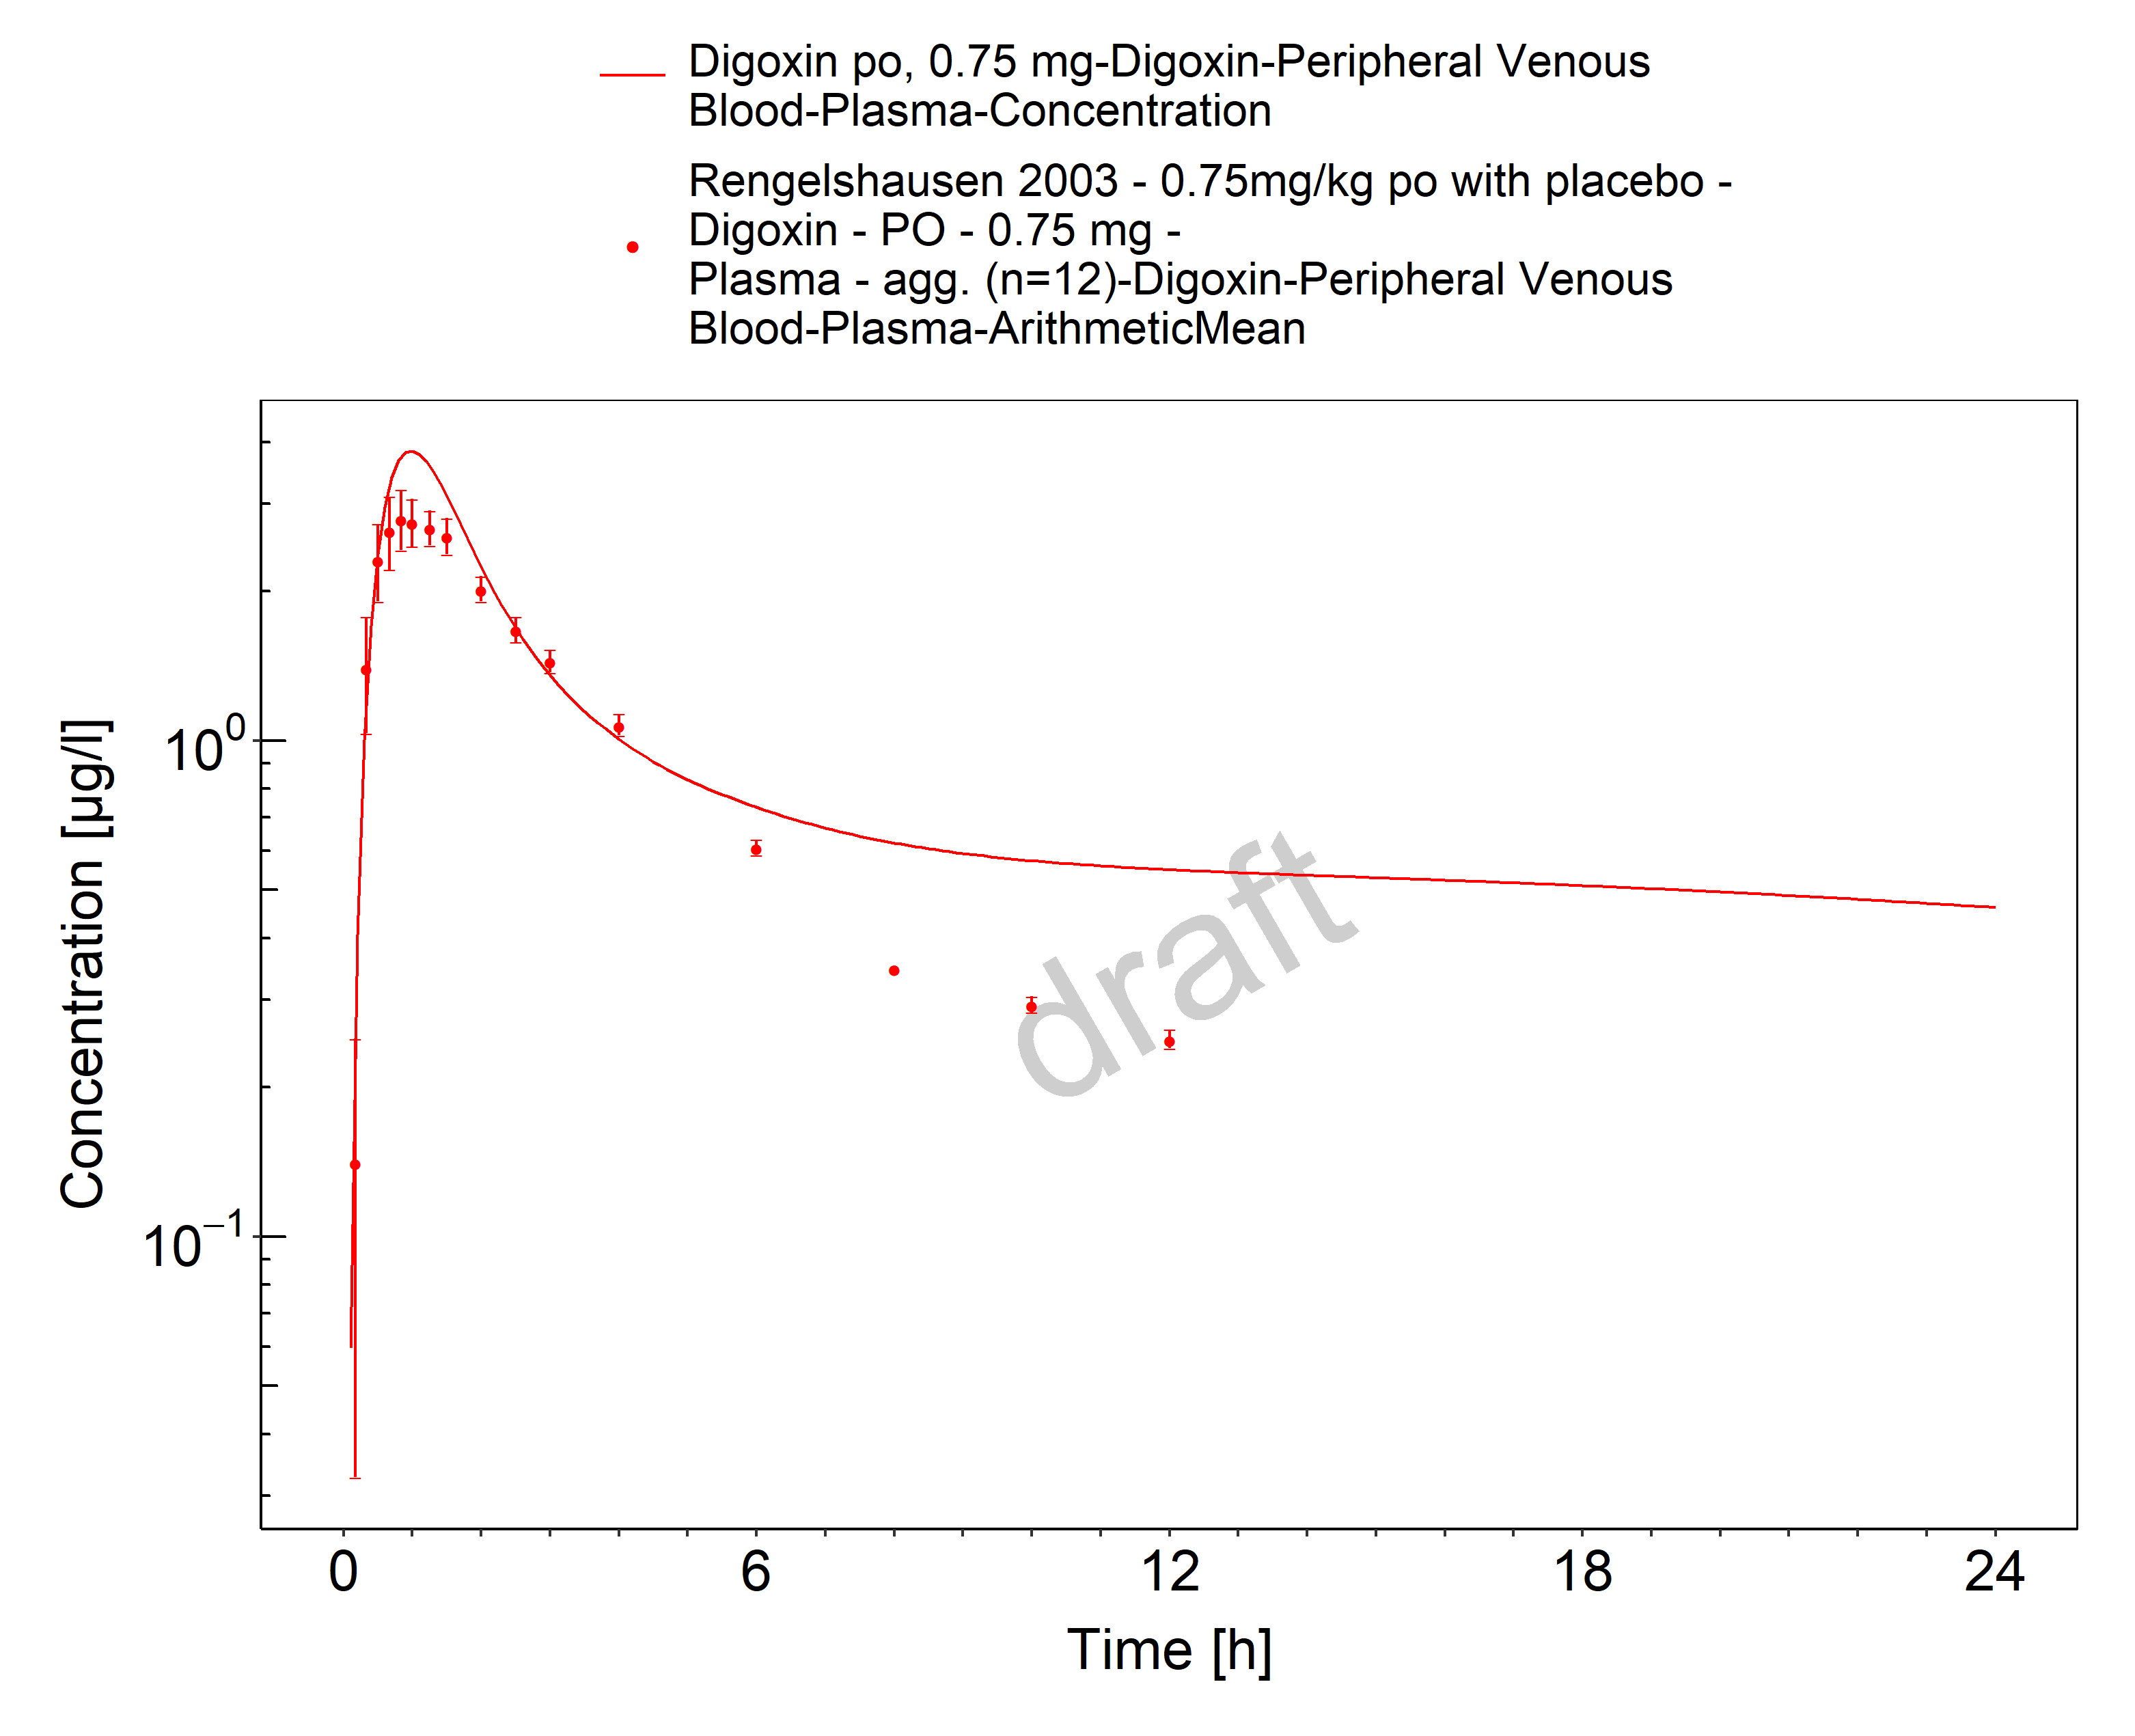 Digoxin po, 0.75 mg-Digoxin-Peripheral Venous
Blood-Plasma-Concentration
Rengelshausen 2003 - 0.75mg/kg po with placebo -
Digoxin - PO - 0.75 mg -
Plasma - agg. (n=12)-Digoxin-Peripheral Venous
Blood-Plasma-ArithmeticMean
Concentration [µg/l]
10⁰
10⁻¹
draft
0 6 12 18 24
Time [h]